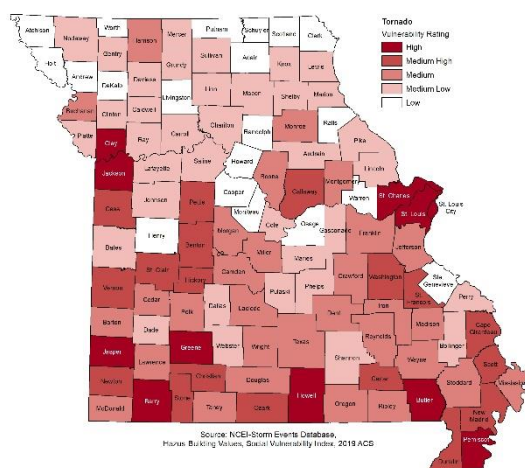 Tornado
Vulnerability Rating
High
Medium High
Medium
Medium Low
Low
Atchison
Nodaway
Worth
Harrison
Mercer
Putnam
Schuyler
Scotland
Clark
Holt
Gentry
Sullivan
Adair
Knox
Lewis
Andrew
DeKalb
Daviess
Grundy
Linn
Macon
Shelby
Marion
Buchanan
Clinton
Caldwell
Livingston
Chariton
Randolph
Monroe
Ralls
Pike
Platte
Clay
Ray
Carroll
Howard
Audrain
Lincoln
Jackson
Lafayette
Saline
Boone
Callaway
Montgomery
Warren
St. Charles
St. Louis
St. Louis
City
Cass
Johnson
Pettis
Cooper
Moniteau
Cole
Osage
Gasconade
Franklin
Jefferson
Bates
Henry
Benton
Morgan
Miller
Maries
Ste.
Genevieve
Vernon
St. Clair
Hickory
Camden
Pulaski
Phelps
Crawford
Washington
St.
Francois
Perry
Barton
Cedar
Polk
Dallas
Laclede
Dent
Iron
Madison
Cape
Girardeau
Jasper
Dade
Greene
Webster
Wright
Texas
Shannon
Reynolds
Wayne
Bollinger
Scott
Newton
Lawrence
Christian
Douglas
Howell
Carter
Butler
Stoddard
Mississippi
McDonald
Barry
Stone
Taney
Ozark
Oregon
Ripley
New
Madrid
Dunklin
Pemiscot
Source: NCEI-Storm Events Database,
Hazus Building Values, Social Vulnerability Index, 2019 ACS